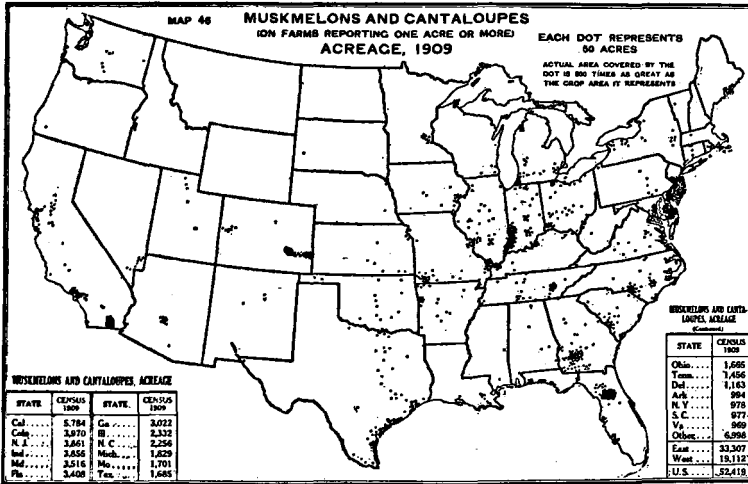 MAP 46
MUSKMELONS AND CANTALOUPES
(ON FARMS REPORTING ONE ACRE OR MORE)
ACREAGE, 1909
EACH DOT REPRESENTS
50 ACRES
ACTUAL AREA COVERED BY THE
DOT IS 800 TIMES AS GREAT AS
THE CROP AREA IT REPRESENTS
MUSKMELONS AND CANTALOUPES, ACREAGE
STATE CENSUS 1909 STATE CENSUS 1909
Cal..... 5,784 Ga..... 3,022
Colo.... 3,970 Ill..... 2,332
N. J.... 3,861 N. C..... 2,256
Ind..... 3,856 Mich.... 1,829
Md..... 3,516 Mo..... 1,701
Fla..... 3,408 Tex..... 1,685
MUSKMELONS AND CANTA-
LOUPES, ACREAGE
(Continued)
STATE CENSUS 1909
Ohio.... 1,665
Tenn.... 1,456
Del..... 1,163
Ark..... 994
N. Y.... 978
S. C.... 977
Va..... 969
Other... 6,998
East.... 33,307
West.... 19,112
U.S..... 52,419